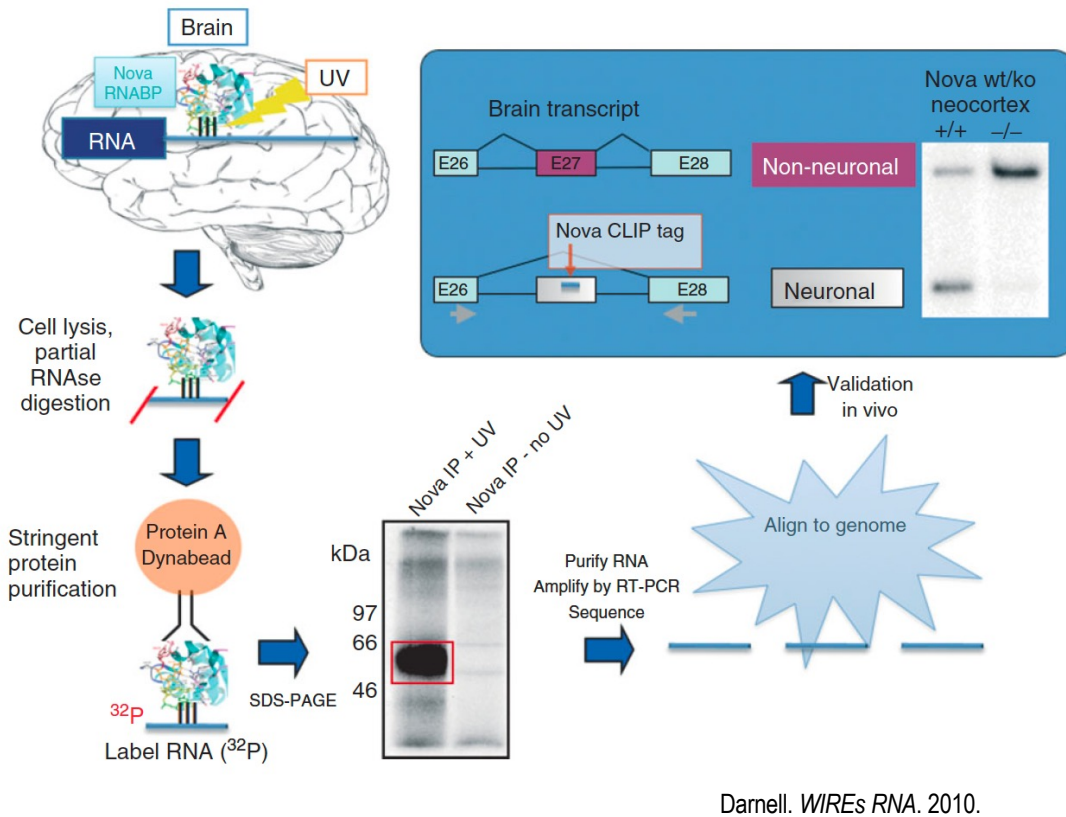 Brain
Nova
RNABP
UV
RNA
Cell lysis,
partial
RNAse
digestion
Stringent
protein
purification
Protein A
Dynabead
32P
Label RNA (32P)
SDS-PAGE
Nova IP + UV
Nova IP - no UV
kDa
97
66
46
Purify RNA
Amplify by RT-PCR
Sequence
Align to genome
Validation
in vivo
Brain transcript
E26
E27
E28
Non-neuronal
Nova CLIP tag
E26
E28
Neuronal
Nova wt/ko
neocortex
+/+ –/–
Darnell. WIREs RNA. 2010.